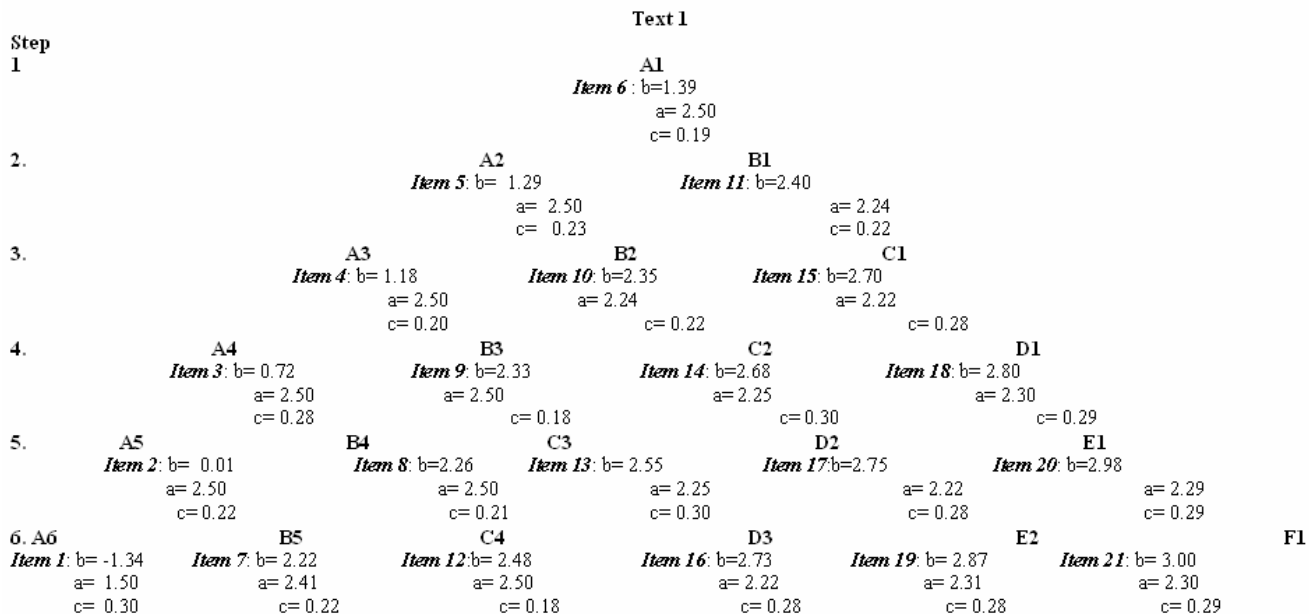 Text 1
Step
1 A1
Item 6 : b=1.39
a= 2.50
c= 0.19
2. A2 B1
Item 5: b= 1.29 Item 11: b=2.40
a= 2.50 a= 2.24
c= 0.23 c= 0.22
3. A3 B2 C1
Item 4: b= 1.18 Item 10: b=2.35 Item 15: b=2.70
a= 2.50 a= 2.24 a= 2.22
c= 0.20 c= 0.22 c= 0.28
4. A4 B3 C2 D1
Item 3: b= 0.72 Item 9: b=2.33 Item 14: b=2.68 Item 18: b= 2.80
a= 2.50 a= 2.50 a= 2.25 a= 2.30
c= 0.28 c= 0.18 c= 0.30 c= 0.29
5. A5 B4 C3 D2 E1
Item 2: b= 0.01 Item 8: b=2.26 Item 13: b= 2.55 Item 17:b=2.75 Item 20: b=2.98
a= 2.50 a= 2.50 a= 2.25 a= 2.22 a= 2.29
c= 0.22 c= 0.21 c= 0.30 c= 0.28 c= 0.29
6. A6 B5 C4 D3 E2 F1
Item 1: b= -1.34 Item 7: b= 2.22 Item 12:b= 2.48 Item 16: b=2.73 Item 19: b= 2.87 Item 21: b= 3.00
a= 1.50 a= 2.41 a= 2.50 a= 2.22 a= 2.31 a= 2.30
c= 0.30 c= 0.22 c= 0.18 c= 0.28 c= 0.28 c= 0.29